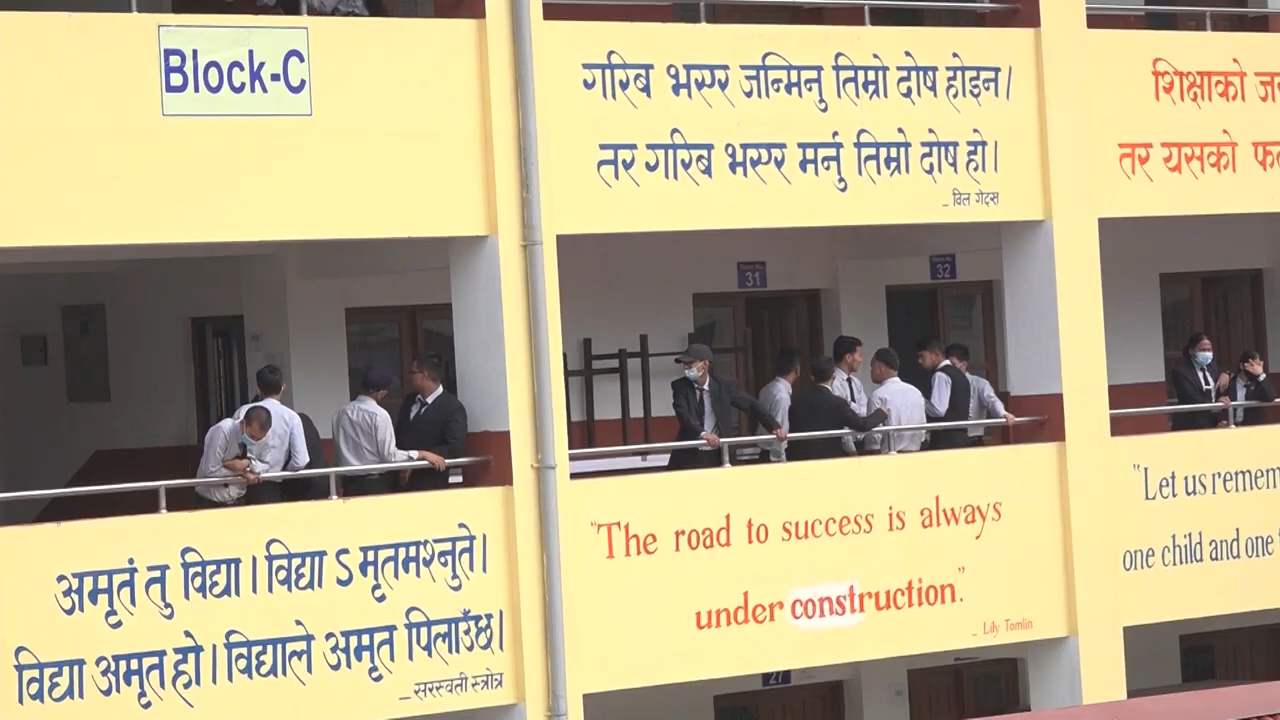 Block-C
गरिब भएर जन्मिनु तिम्रो दोष होइन।
तर गरिब भएर मर्नु तिम्रो दोष हो।
_ विल गेट्स
शिक्षाको
तर यसको
31
32
"The road to success is always
under construction."
_ Lily Tomlin
"Let us
one child and one
अमृतं तु विद्या। विद्या ऽ मृतमश्नुते।
विद्या अमृत हो। विद्याले अमृत पिलाउँछ।
_ सरस्वती स्त्रोत्र
27